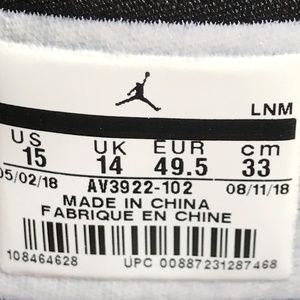 LNM
US UK EUR cm
15 14 49.5 33
05/02/18 AV3922-102 08/11/18
MADE IN CHINA
FABRIQUE EN CHINE
108464628 UPC 00887231287468